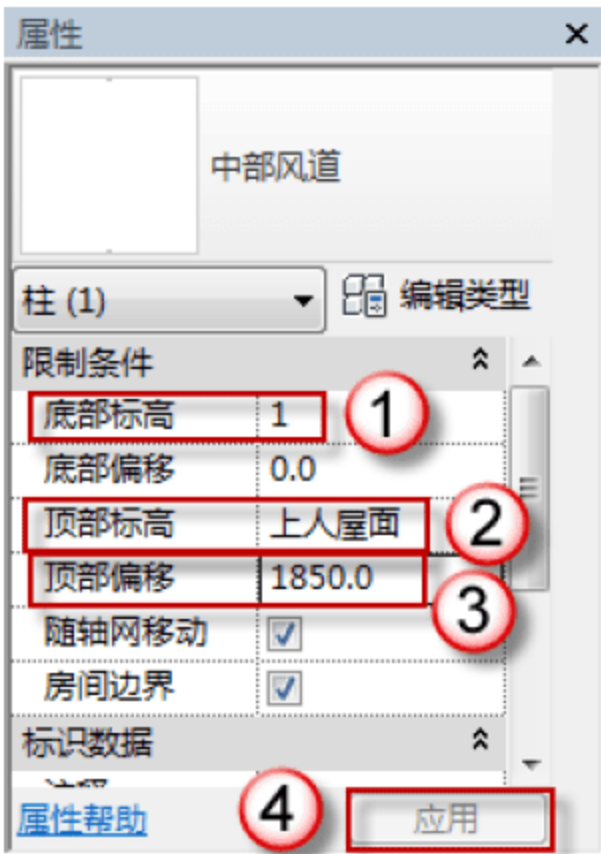 属性
中部风道
柱 (1)
编辑类型
限制条件
底部标高 1 ①
底部偏移 0.0
顶部标高 上人屋面 ②
顶部偏移 1850.0 ③
随轴网移动
房间边界
标识数据
属性帮助 ④ 应用